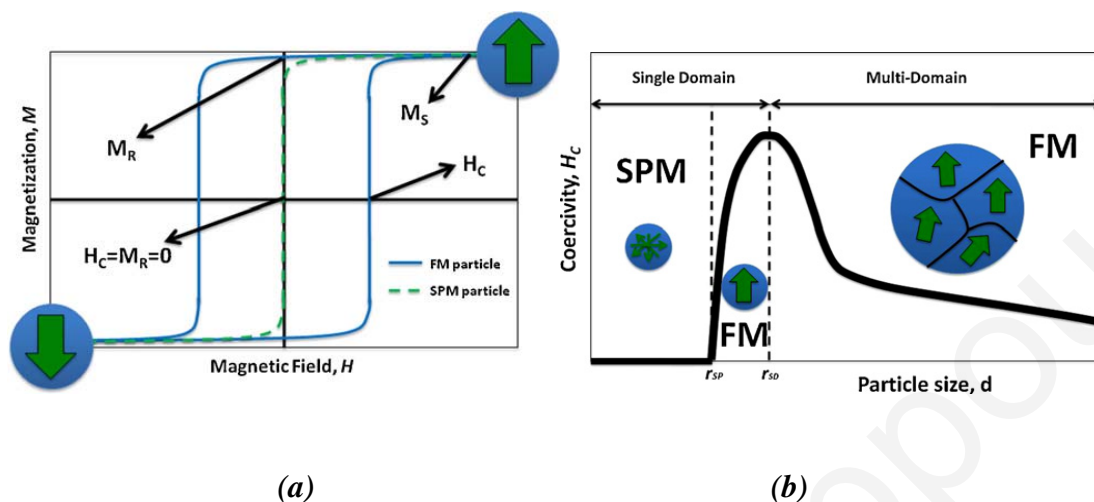 Magnetization, M
M_R
M_S
H_C
H_C=M_R=0
FM particle
SPM particle
Magnetic Field, H
(a)
Single Domain
Multi-Domain
Coercivity, H_C
SPM
FM
FM
r_SP
r_SD
Particle size, d
(b)